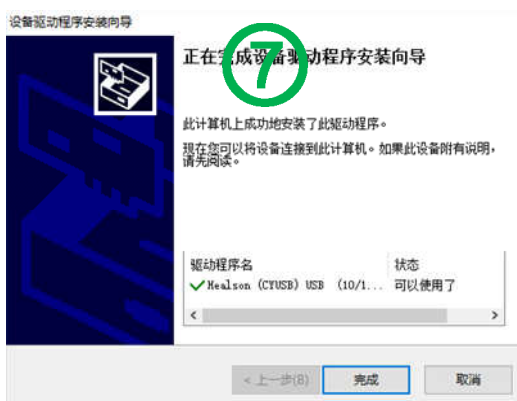 设备驱动程序安装向导
⑦
正在完成设备驱动程序安装向导
此计算机上成功地安装了此驱动程序。
现在您可以将设备连接到此计算机。如果此设备附有说明，
请先阅读。
驱动程序名 状态
Healson (CYUSB) USB (10/1... 可以使用了
< 上一步(B) 完成 取消